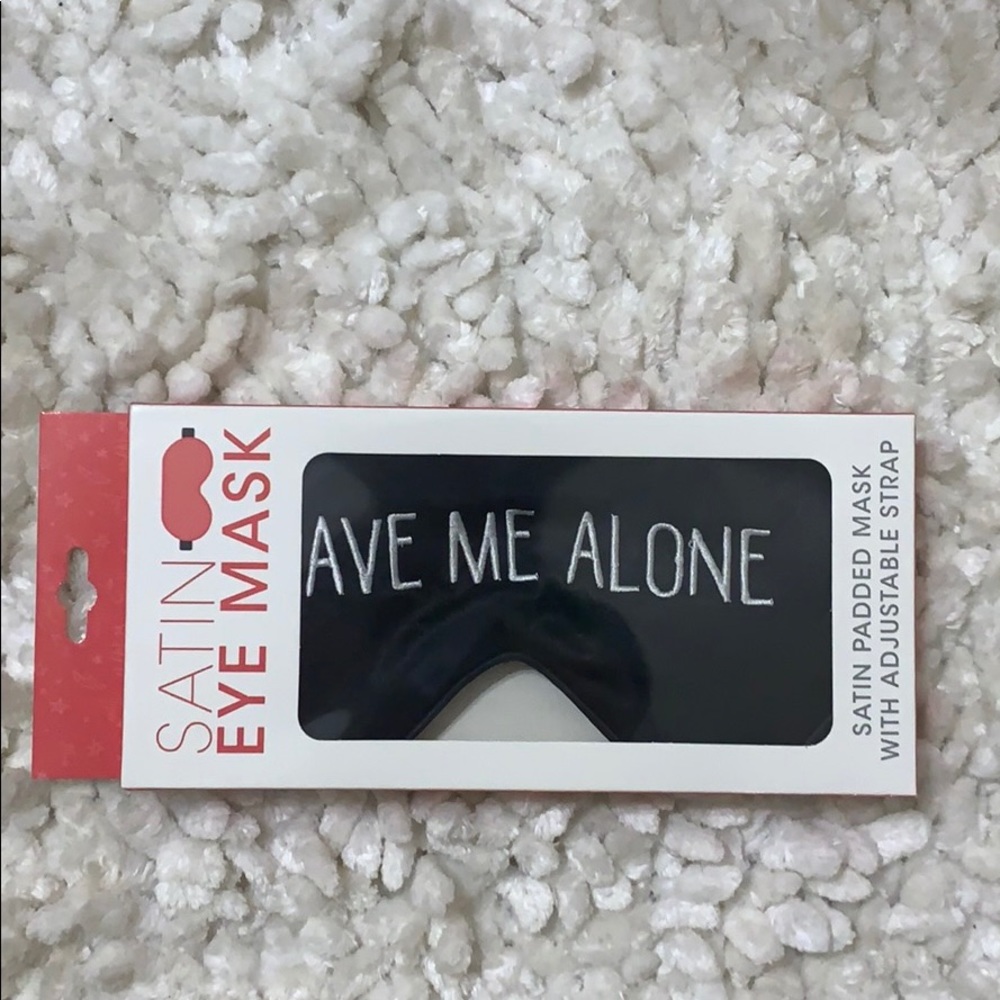 SATIN
EYE MASK
AVE ME ALONE
SATIN PADDED MASK
WITH ADJUSTABLE STRAP